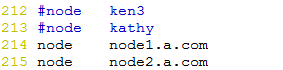 212 #node ken3
213 #node kathy
214 node node1.a.com
215 node node2.a.com